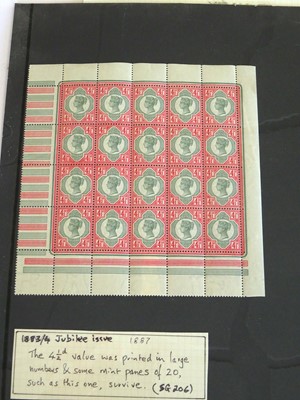 1883/4 Jubilee issue 1887
The 4½d value was printed in large
numbers & some mint panes of 20,
such as this one, survive. (SG 206)